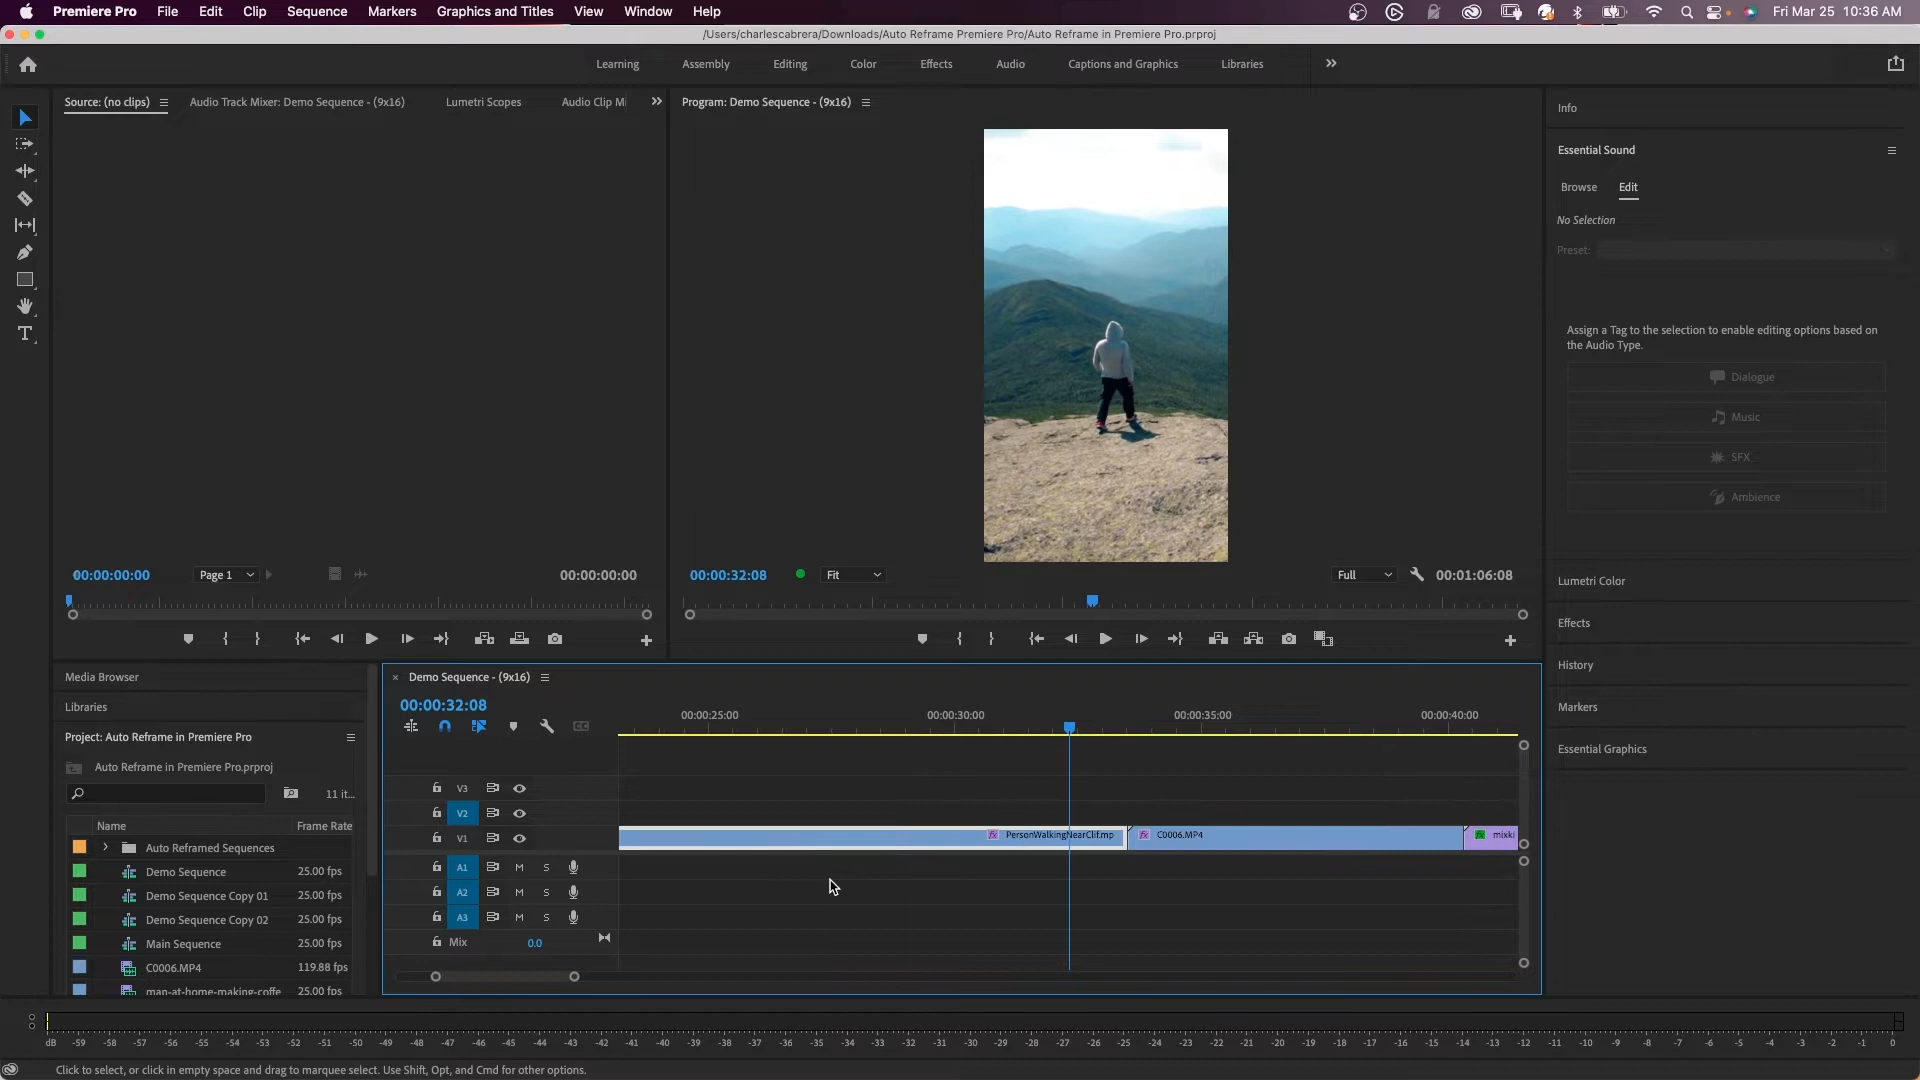 Premiere Pro File Edit Clip Sequence Markers Graphics and Titles View Window Help Fri Mar 25 10:36 AM
/Users/charlescabrera/Downloads/Auto Reframe Premiere Pro/Auto Reframe in Premiere Pro.prproj
Learning Assembly Editing Color Effects Audio Captions and Graphics Libraries
Source: (no clips) Audio Track Mixer: Demo Sequence - (9x16) Lumetri Scopes Audio Clip Mi
Program: Demo Sequence - (9x16)
Info
Essential Sound
Browse Edit
No Selection
Preset:
Assign a Tag to the selection to enable editing options based on
the Audio Type.
Dialogue
Music
SFX
Ambience
00:00:00:00 Page 1 00:00:00:00
00:00:32:08 Fit Full 00:01:06:08
Lumetri Color
Effects
History
Markers
Essential Graphics
Media Browser
Libraries
Project: Auto Reframe in Premiere Pro
Auto Reframe in Premiere Pro.prproj
11 it...
Name Frame Rate
Auto Reframed Sequences
Demo Sequence 25.00 fps
Demo Sequence Copy 01 25.00 fps
Demo Sequence Copy 02 25.00 fps
Main Sequence 25.00 fps
C0006.MP4 119.88 fps
man-at-home-making-coffe 25.00 fps
× Demo Sequence - (9x16)
00:00:32:08
CC
00:00:25:00 00:00:30:00 00:00:35:00 00:00:40:00
V3
V2
V1 fx PersonWalkingNearClif.mp fx C0006.MP4 fx mixki
A1 M S
A2 M S
A3 M S
Mix 0.0
dB -59 -58 -57 -56 -55 -54 -53 -52 -51 -50 -49 -48 -47 -46 -45 -44 -43 -42 -41 -40 -39 -38 -37 -36 -35 -34 -33 -32 -31 -30 -29 -28 -27 -26 -25 -24 -23 -22 -21 -20 -19 -18 -17 -16 -15 -14 -13 -12 -11 -10 -9 -8 -7 -6 -5 -4 -3 -2 -1 0
Click to select, or click in empty space and drag to marquee select. Use Shift, Opt, and Cmd for other options.